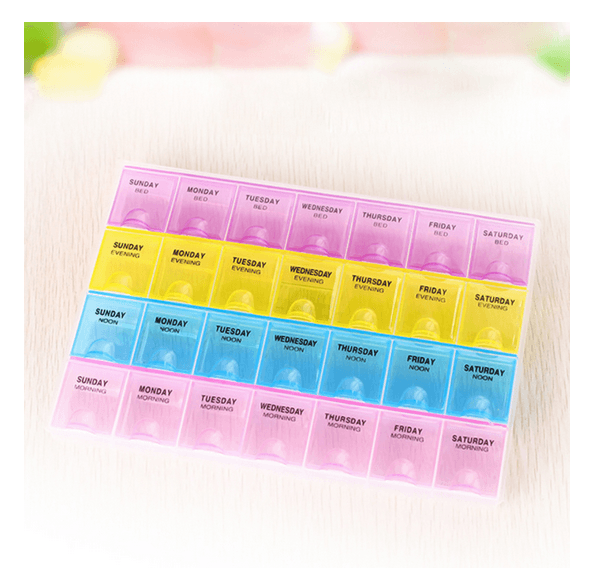 SUNDAY
BED
MONDAY
BED
TUESDAY
BED
WEDNESDAY
BED
THURSDAY
BED
FRIDAY
BED
SATURDAY
BED
SUNDAY
EVENING
MONDAY
EVENING
TUESDAY
EVENING
WEDNESDAY
EVENING
THURSDAY
EVENING
FRIDAY
EVENING
SATURDAY
EVENING
SUNDAY
NOON
MONDAY
NOON
TUESDAY
NOON
WEDNESDAY
NOON
THURSDAY
NOON
FRIDAY
NOON
SATURDAY
NOON
SUNDAY
MORNING
MONDAY
MORNING
TUESDAY
MORNING
WEDNESDAY
MORNING
THURSDAY
MORNING
FRIDAY
MORNING
SATURDAY
MORNING